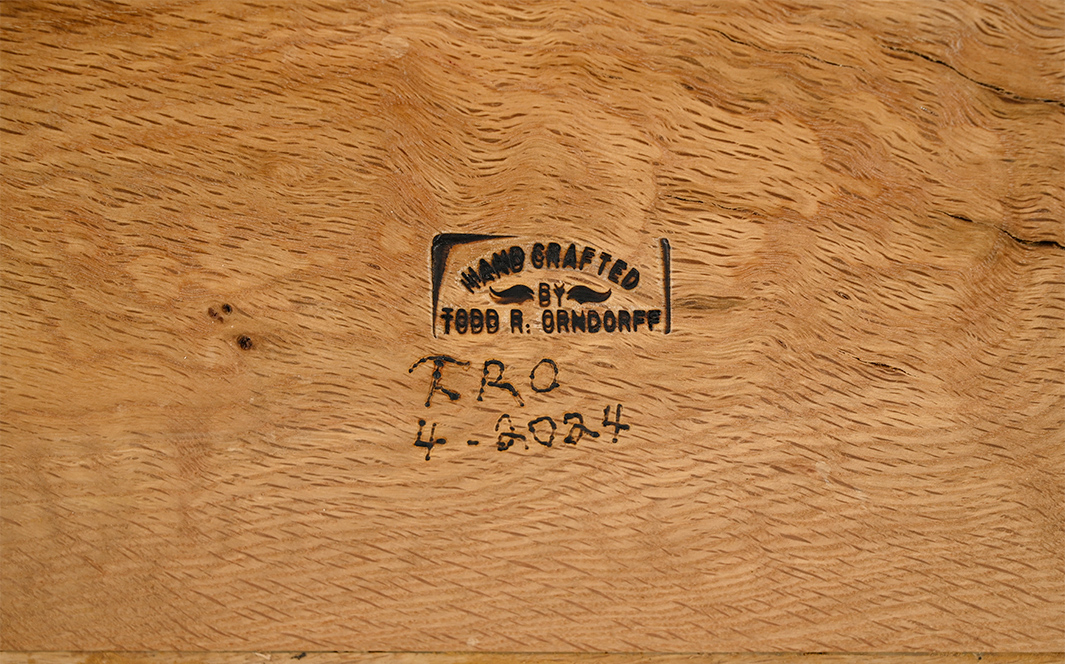 HAND CRAFTED
BY
TODD R. ORNDORFF
TRO
4-2024